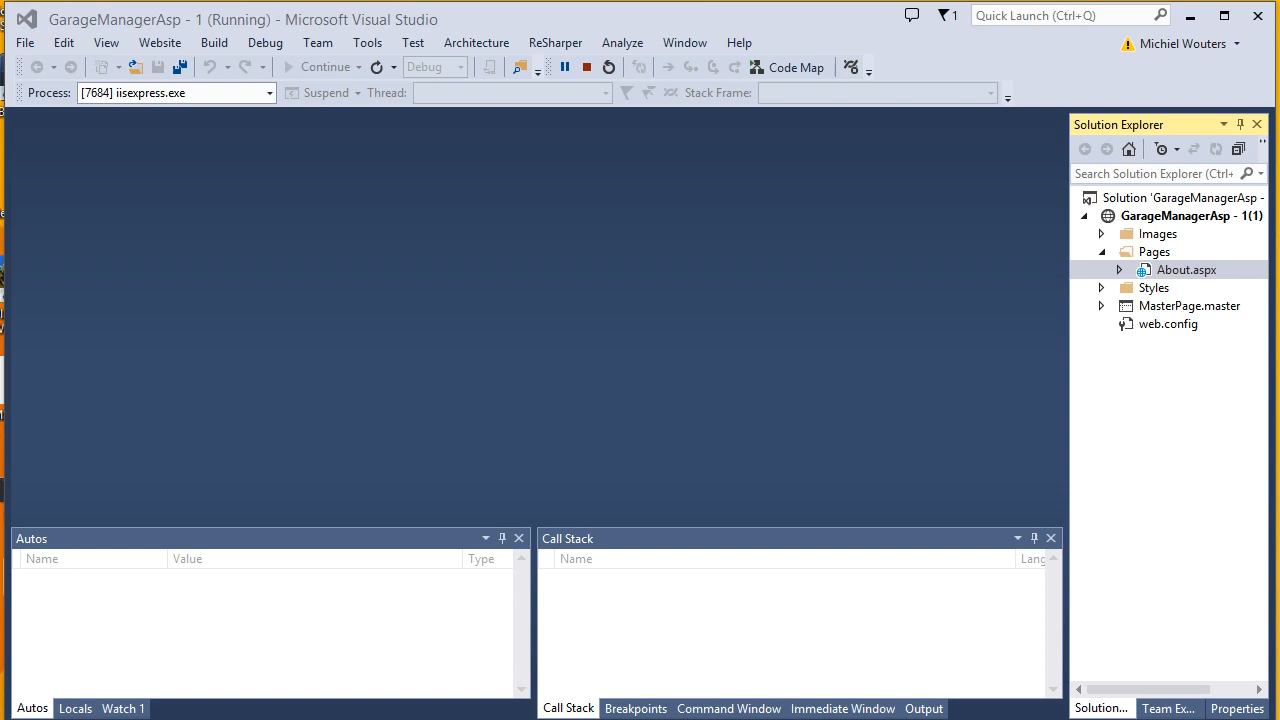 GarageManagerAsp - 1 (Running) - Microsoft Visual Studio
1
Quick Launch (Ctrl+Q)
File Edit View Website Build Debug Team Tools Test Architecture ReSharper Analyze Window Help
Michiel Wouters
Continue Debug Code Map
Process: [7684] iisexpress.exe Suspend Thread: Stack Frame:
Solution Explorer
Search Solution Explorer (Ctrl+
Solution 'GarageManagerAsp -
GarageManagerAsp - 1(1)
Images
Pages
About.aspx
Styles
MasterPage.master
web.config
Autos
Name Value Type
Call Stack
Name Lang
Autos Locals Watch 1
Call Stack Breakpoints Command Window Immediate Window Output
Solution... Team Ex... Properties